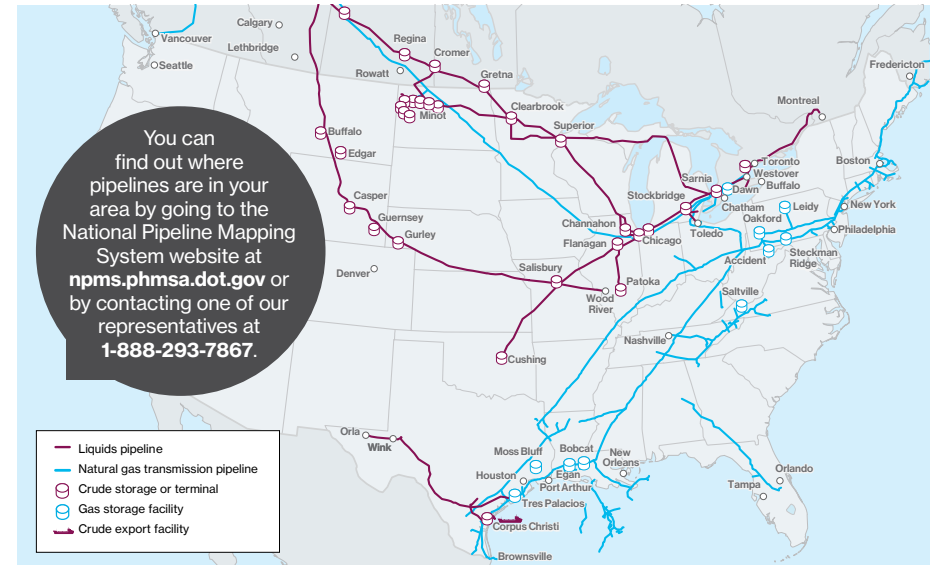 Calgary
Vancouver
Lethbridge
Seattle
Regina
Cromer
Rowatt
Gretna
Minot
Clearbrook
Superior
Montreal
Fredericton
You can
find out where
pipelines are in your
area by going to the
National Pipeline Mapping
System website at
npms.phmsa.dot.gov or
by contacting one of our
representatives at
1-888-293-7867.
Buffalo
Edgar
Casper
Guernsey
Gurley
Denver
Toronto
Westover
Buffalo
Boston
Sarnia
Dawn
Stockbridge
Chatham
Leidy
New York
Oakford
Channahon
Toledo
Philadelphia
Flanagan
Chicago
Accident
Steckman
Ridge
Salisbury
Patoka
Wood
River
Saltville
Nashville
Cushing
Orla
Wink
Moss Bluff
Bobcat
New
Orleans
Houston
Egan
Port Arthur
Orlando
Tampa
Tres Palacios
Corpus Christi
Brownsville
Liquids pipeline
Natural gas transmission pipeline
Crude storage or terminal
Gas storage facility
Crude export facility